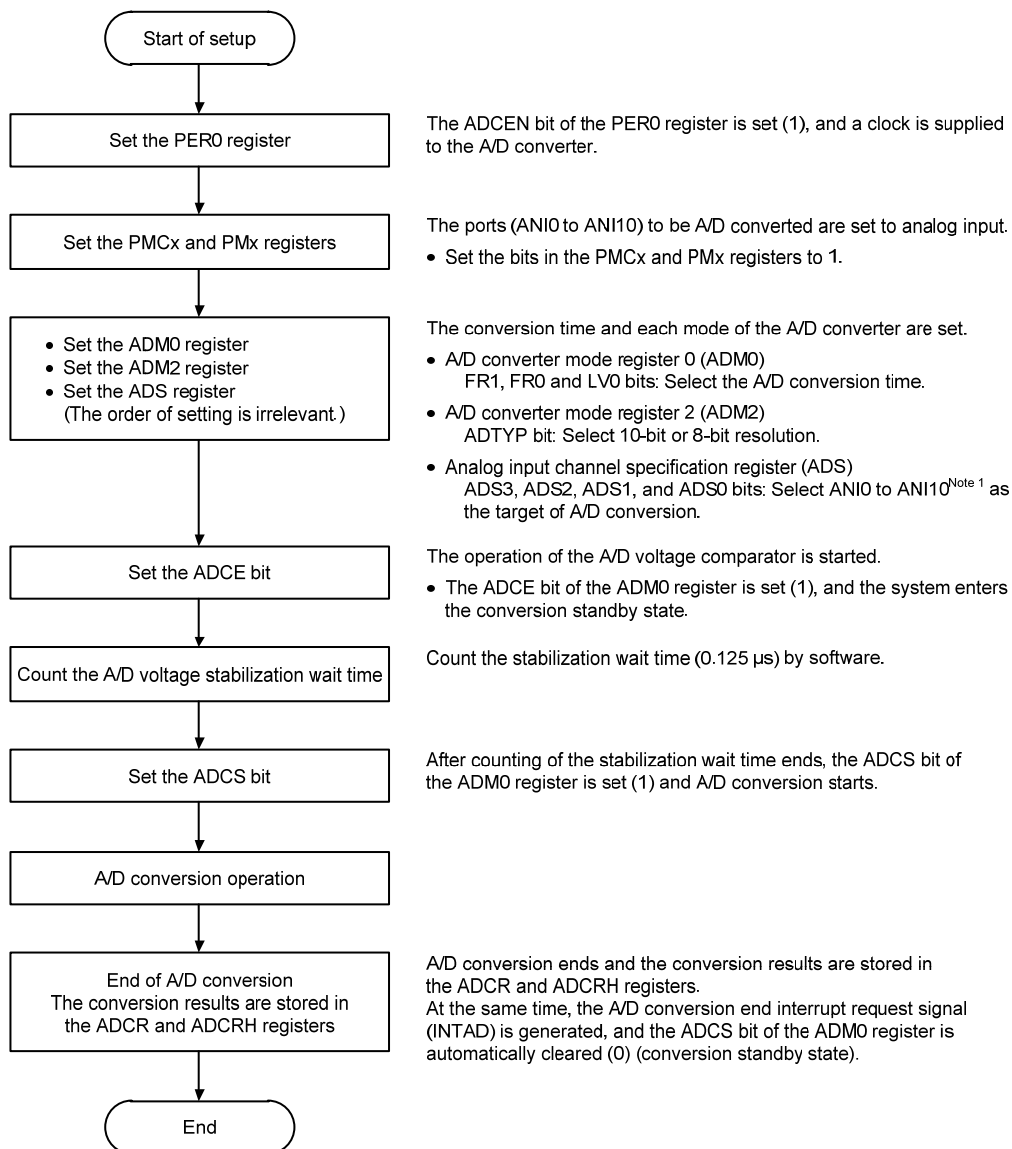 Start of setup
Set the PER0 register
The ADCEN bit of the PER0 register is set (1), and a clock is supplied
to the A/D converter.
Set the PMCx and PMx registers
The ports (ANI0 to ANI10) to be A/D converted are set to analog input.
• Set the bits in the PMCx and PMx registers to 1.
• Set the ADM0 register
• Set the ADM2 register
• Set the ADS register
(The order of setting is irrelevant.)
The conversion time and each mode of the A/D converter are set.
• A/D converter mode register 0 (ADM0)
FR1, FR0 and LV0 bits: Select the A/D conversion time.
• A/D converter mode register 2 (ADM2)
ADTYP bit: Select 10-bit or 8-bit resolution.
• Analog input channel specification register (ADS)
ADS3, ADS2, ADS1, and ADS0 bits: Select ANI0 to ANI10Note 1 as
the target of A/D conversion.
Set the ADCE bit
The operation of the A/D voltage comparator is started.
• The ADCE bit of the ADM0 register is set (1), and the system enters
the conversion standby state.
Count the A/D voltage stabilization wait time
Count the stabilization wait time (0.125 µs) by software.
Set the ADCS bit
After counting of the stabilization wait time ends, the ADCS bit of
the ADM0 register is set (1) and A/D conversion starts.
A/D conversion operation
End of A/D conversion
The conversion results are stored in
the ADCR and ADCRH registers
A/D conversion ends and the conversion results are stored in
the ADCR and ADCRH registers.
At the same time, the A/D conversion end interrupt request signal
(INTAD) is generated, and the ADCS bit of the ADM0 register is
automatically cleared (0) (conversion standby state).
End